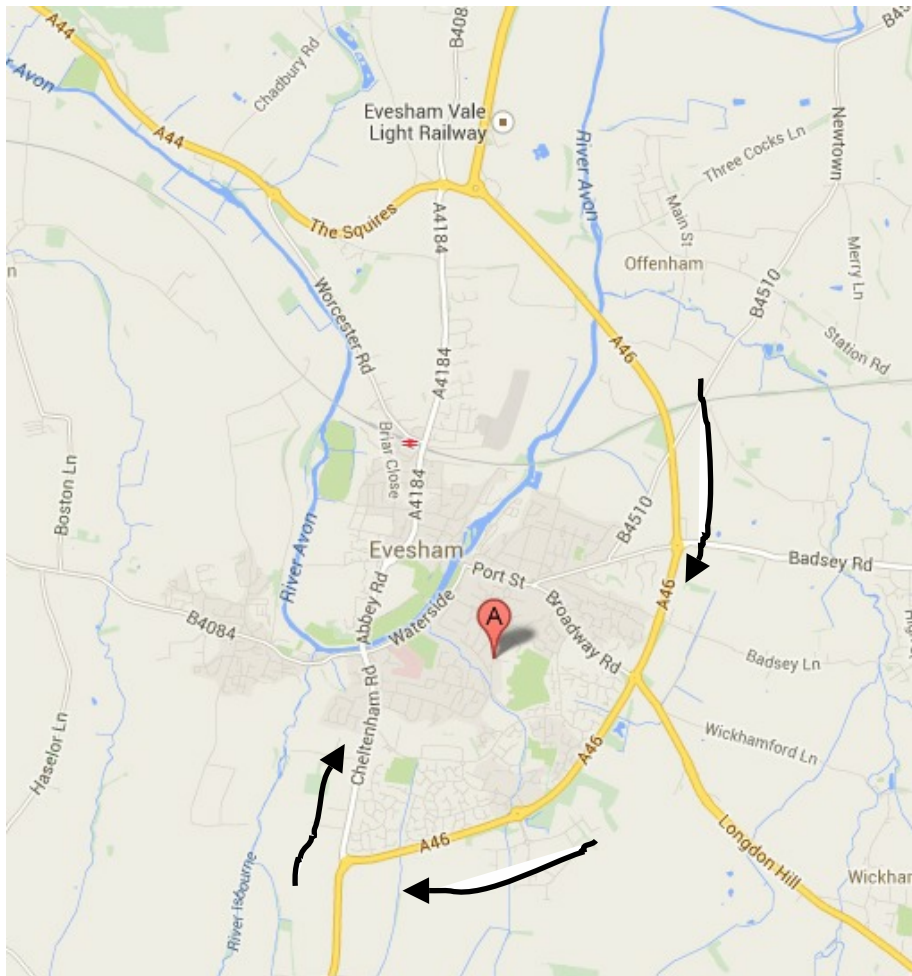 A44
B408
B45
r Avon
Chadbury Rd
Evesham Vale
Light Railway
A44
Newtown
Three Cocks Ln
River Avon
A4184
The Squires
Main St
Offenham
Merry Ln
B4510
Worcester Rd
A46
Station Rd
n
A4184
Briar Close
Boston Ln
A4184
B4510
River Avon
Evesham
Badsey Rd
Port St
A46
Abbey Rd
Waterside
A
Broadway Rd
B4084
Badsey Ln
Cheltenham Rd
Wickhamford Ln
Haselor Ln
A46
A46
Longdon Hill
River Isbourne
Wickhar